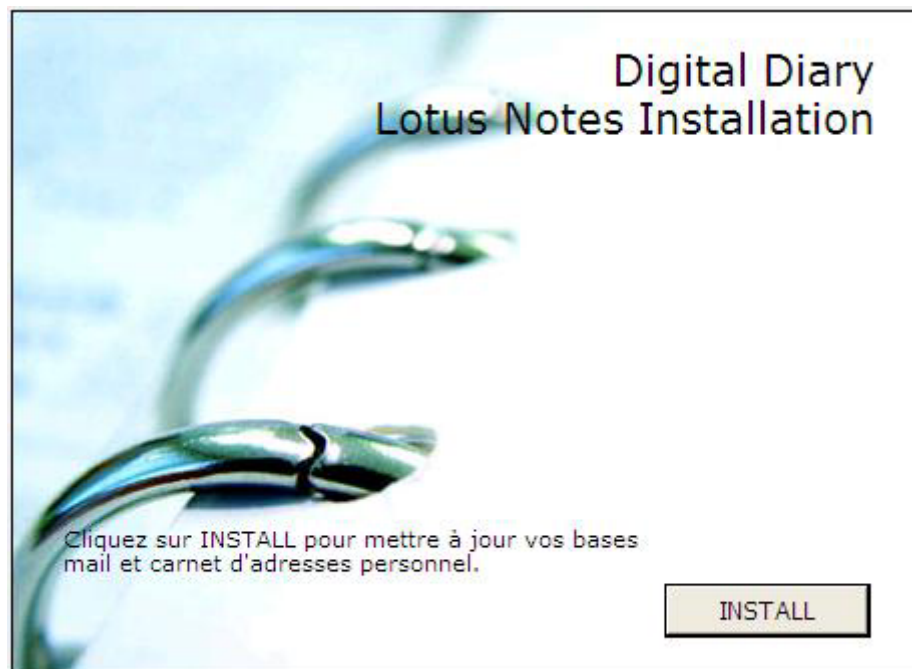 Digital Diary
Lotus Notes Installation
Cliquez sur INSTALL pour mettre à jour vos bases
mail et carnet d'adresses personnel.
INSTALL